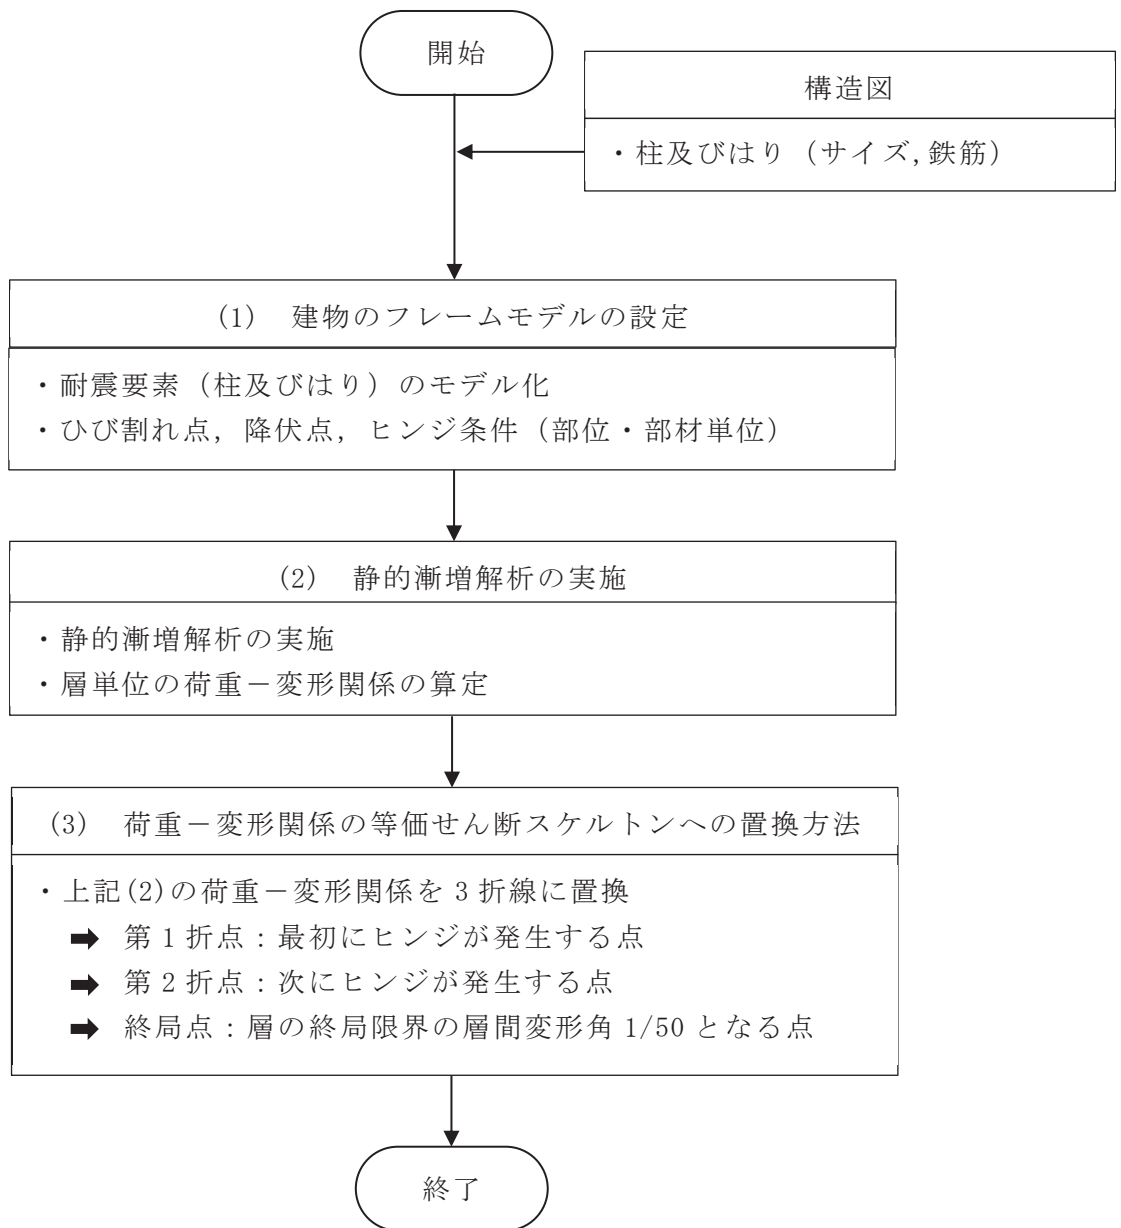 開始
構造図
・柱及びはり（サイズ,鉄筋）
(1) 建物のフレームモデルの設定
・耐震要素（柱及びはり）のモデル化
・ひび割れ点，降伏点，ヒンジ条件（部位・部材単位）
(2) 静的漸増解析の実施
・静的漸増解析の実施
・層単位の荷重－変形関係の算定
(3) 荷重－変形関係の等価せん断スケルトンへの置換方法
・上記(2)の荷重－変形関係を3折線に置換
➡ 第1折点：最初にヒンジが発生する点
➡ 第2折点：次にヒンジが発生する点
➡ 終局点：層の終局限界の層間変形角1/50となる点
終了